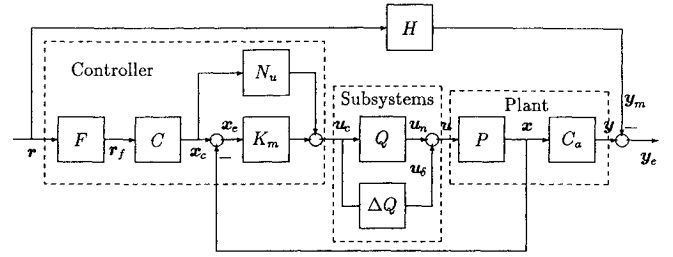 H
Controller
N_u
Subsystems
Plant
y_m
−
r
F
r_f
C
x_c
x_e
−
K_m
u_c
Q
u_n
u
P
x
C_a
y
y_e
ΔQ
u_δ